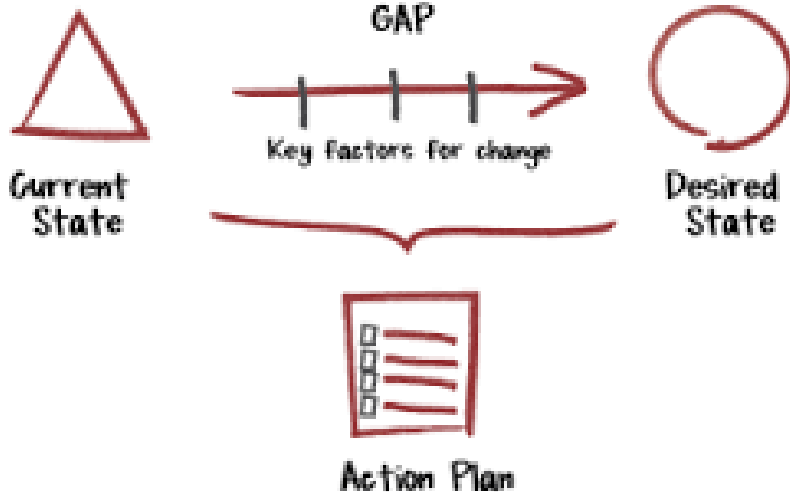 GAP
Key factors for change
Current
State
Desired
State
Action Plan